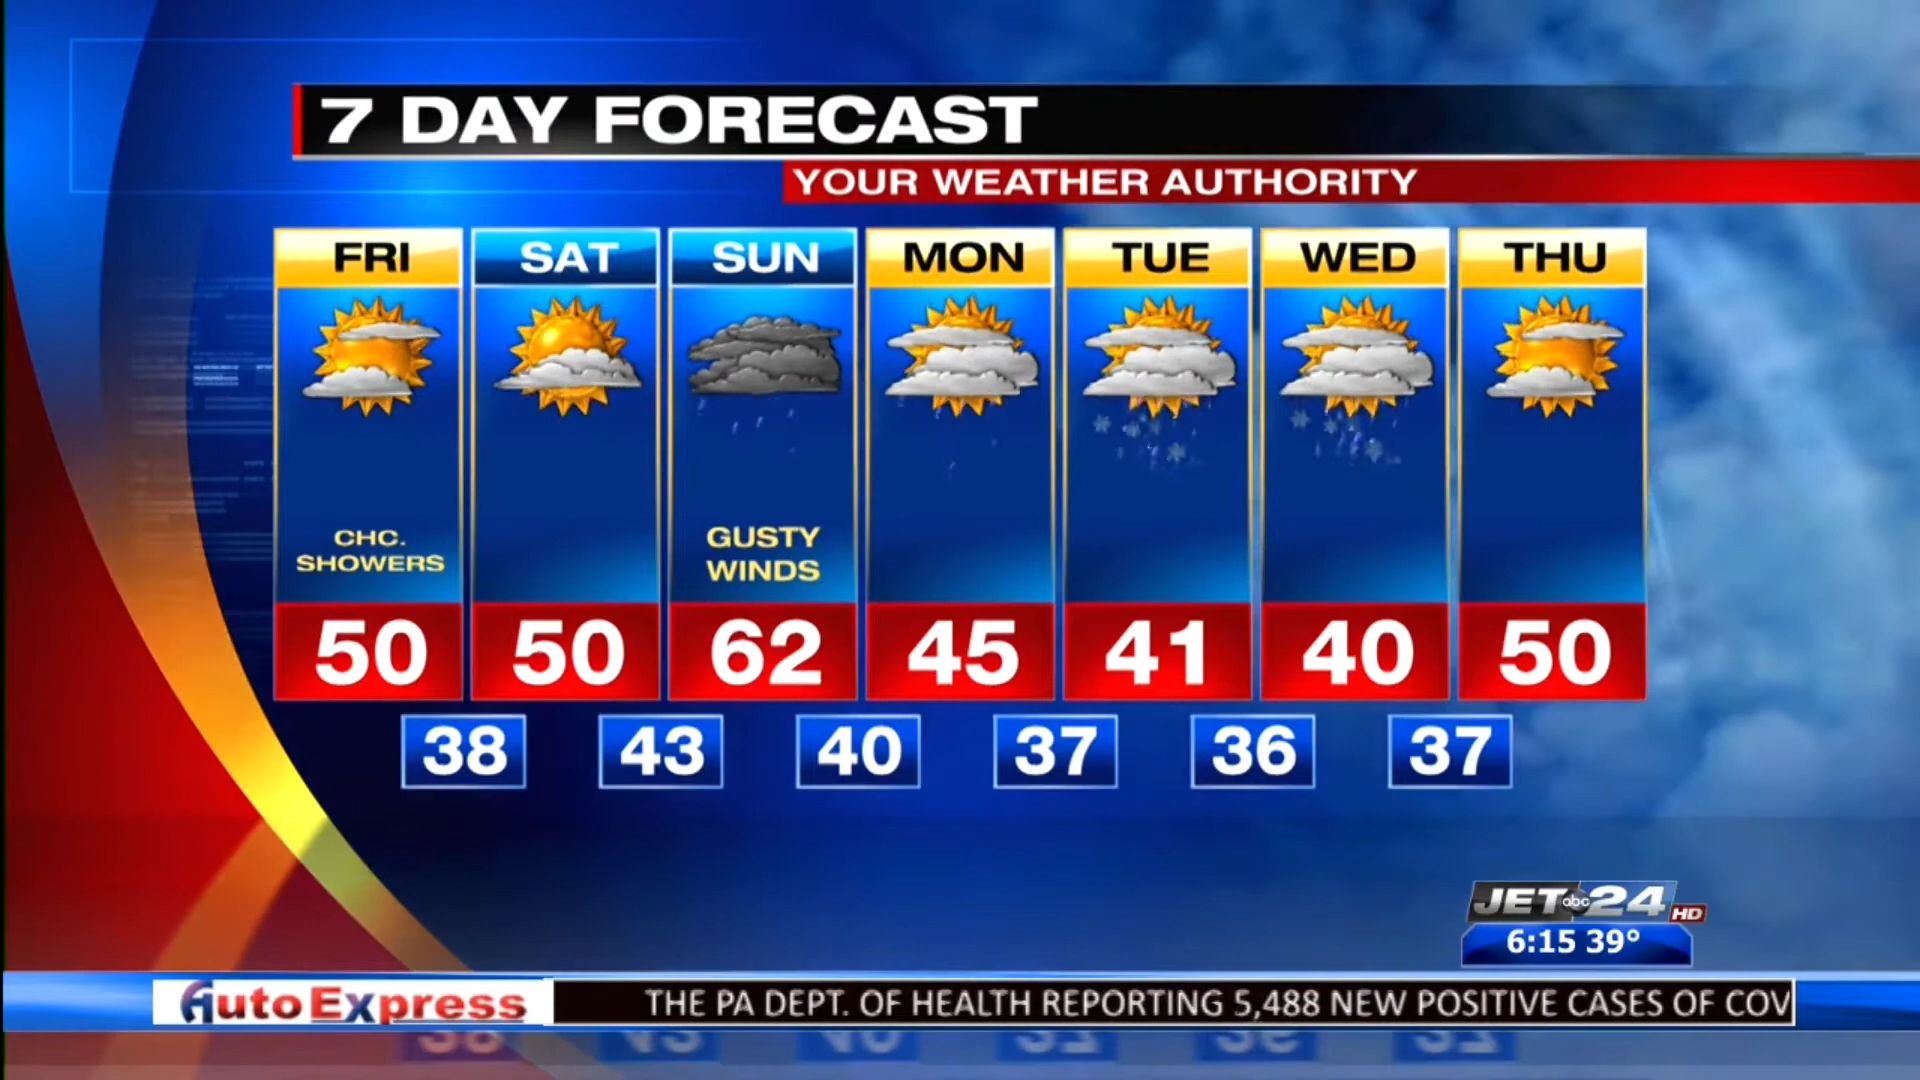 7 DAY FORECAST
YOUR WEATHER AUTHORITY
FRI SAT SUN MON TUE WED THU
CHC.
SHOWERS
GUSTY
WINDS
50 50 62 45 41 40 50
38 43 40 37 36 37
JET abc 24 HD
6:15 39°
AutoExpress THE PA DEPT. OF HEALTH REPORTING 5,488 NEW POSITIVE CASES OF COV